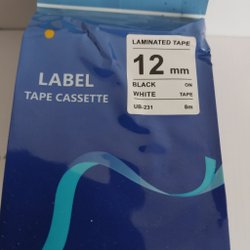 LAMINATED TAPE
12 mm
BLACK ON
WHITE TAPE
UB-231 8m
LABEL
TAPE CASSETTE